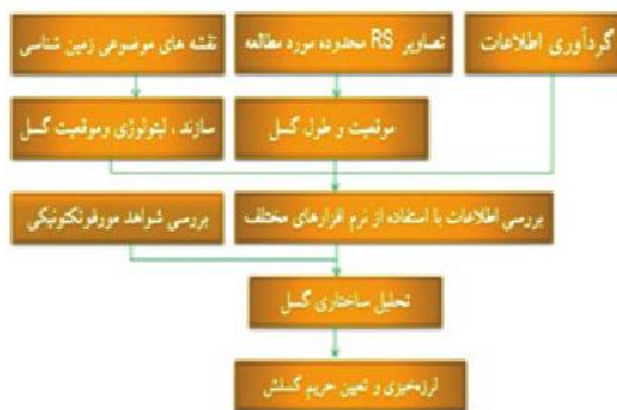 گردآوری اطلاعات
تصاویر RS محدوده مورد مطالعه
نقشه های موضوعی زمین شناسی
موقعیت و طول گسل
سازند ، لیتولوژی وموقعیت گسل
بررسی اطلاعات با استفاده از نرم افزارهای مختلف
بررسی شواهد مورفوتکتونیکی
تحلیل ساختاری گسل
لرزه‌خیزی و تعیین حریم گسلش